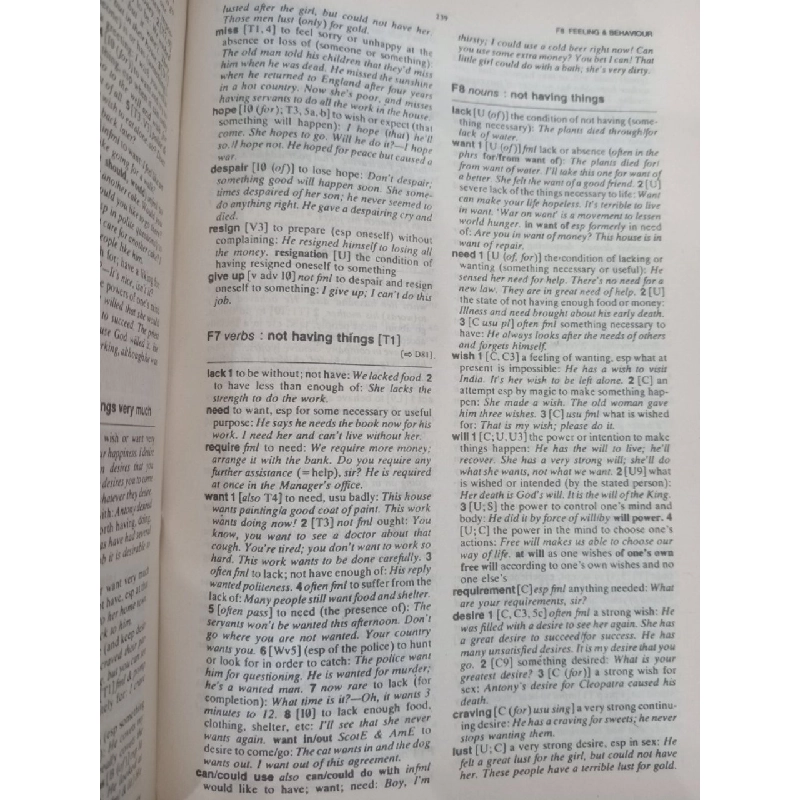 lusted after the girl, but could not have her.
Those men lust (only) for gold.
miss [T1, 4] to feel sorry or unhappy at the
absence or loss of (someone or something):
The old man told his children that they'd miss
him when he was dead. He missed the sunshine
when he returned to England after four years
in a hot country. Now she's poor, and misses
having servants to do all the work in the house.
hope [I0 (for); T3, 5a, b] to wish or expect (that
something will happen): I hope (that) he'll
come. She hopes to go. Will he do it?—I hope
so./I hope not. He hoped for peace but caused a
war.
despair [I0 (of)] to lose hope: Don't despair;
something good will happen soon. She some-
times despaired of her son; he never seemed to
do anything right. He gave a despairing cry and
died.
resign [V3] to prepare (esp oneself) without
complaining: He resigned himself to losing all
the money. resignation [U] the condition of
having resigned oneself to something
give up [v adv I0] not fml to despair and resign
oneself to something: I give up; I can't do this
job.
F7 verbs : not having things [T1]
[⇨ D81]
lack 1 to be without; not have: We lacked food. 2
to have less than enough of: She lacks the
strength to do the work.
need to want, esp for some necessary or useful
purpose: He says he needs the book now for his
work. I need her and can't live without her.
require fml to need: We require more money;
arrange it with the bank. Do you require any
further assistance (= help), sir? He is required
at once in the Manager's office.
want 1 [also T4] to need, usu badly: This house
wants painting/a good coat of paint. This work
wants doing now! 2 [T3] not fml ought: You
know, you want to see a doctor about that
cough. You're tired; you don't want to work so
hard. This work wants to be done carefully. 3
often fml to lack; not have enough of: His reply
wanted politeness. 4 often fml to suffer from the
lack of: Many people still want food and shelter.
5 [often pass] to need (the presence of): The
servants won't be wanted this afternoon. Don't
go where you are not wanted. Your country
wants you. 6 [Wv5] (esp of the police) to hunt
or look for in order to catch: The police want
him for questioning. He is wanted for murder;
he's a wanted man. 7 now rare to lack (for
completion): What time is it?—Oh, it wants 3
minutes to 12. 8 [I0] to lack enough food,
clothing, shelter, etc: I'll see that she never
wants again. want in/out ScotE & AmE to
desire to come/go: The cat wants in and the dog
wants out. I want out of this agreement.
can/could use also can/could do with infml
would like to have; want; need: Boy, I'm
339
F8 FEELING & BEHAVIOUR
thirsty; I could use a cold beer right now! Can
you use some extra money? You bet I can! That
little girl could do with a bath; she's very dirty.
F8 nouns : not having things
lack [U (of)] the condition of not having (some-
thing necessary): The plants died through/for
lack of water.
want 1 [U (of)] fml lack or absence (often in the
phrs for/from want of): The plants died for/
from want of water. I'll take this one for want of
a better. She felt the want of a good friend. 2 [U]
severe lack of the things necessary to life: Want
can make your life hopeless. It's terrible to live
in want. 'War on want' is a movement to lessen
world hunger. in want of esp formerly in need
of: Are you in want of money? This house is in
want of repair.
need 1 [U (of, for)] the condition of lacking or
wanting (something necessary or useful): He
sensed her need for help. There's no need for a
new law. They are in great need of help. 2 [U]
the state of not having enough food or money:
Illness and need brought about his early death.
3 [C usu pl] often fml something necessary to
have: He always looks after the needs of others
and forgets himself.
wish 1 [C, C3] a feeling of wanting, esp what at
present is impossible: He has a wish to visit
India. It's her wish to be left alone. 2 [C] an
attempt esp by magic to make something hap-
pen: She made a wish. The old woman gave
him three wishes. 3 [C] usu fml what is wished
for: That is my wish; please do it.
will 1 [C; U, U3] the power or intention to make
things happen: He has the will to live; he'll
recover. She has a very strong will; she'll do
what she wants, not what we want. 2 [U9] what
is wished or intended (by the stated person):
Her death is God's will. It is the will of the King.
3 [U; S] the power to control one's mind and
body: He did it by force of will/by will power. 4
[U; C] the power in the mind to choose one's
actions: Free will makes us able to choose our
way of life. at will as one wishes of one's own
free will according to one's own wishes and no
one else's
requirement [C] esp fml anything needed: What
are your requirements, sir?
desire 1 [C, C3, 5c] often fml a strong wish: He
was filled with a desire to see her again. She has
a great desire to succeed/for success. He has
many unsatisfied desires. It is my desire that you
go. 2 [C9] something desired: What is your
greatest desire? 3 [C (for)] a strong wish for
sex: Antony's desire for Cleopatra caused his
death.
craving [C (for) usu sing] a very strong continu-
ing desire: He has a craving for sweets; he never
stops wanting them.
lust [U; C] a very strong desire, esp in sex: He
felt a great lust for the girl, but could not have
her. These people have a terrible lust for gold.